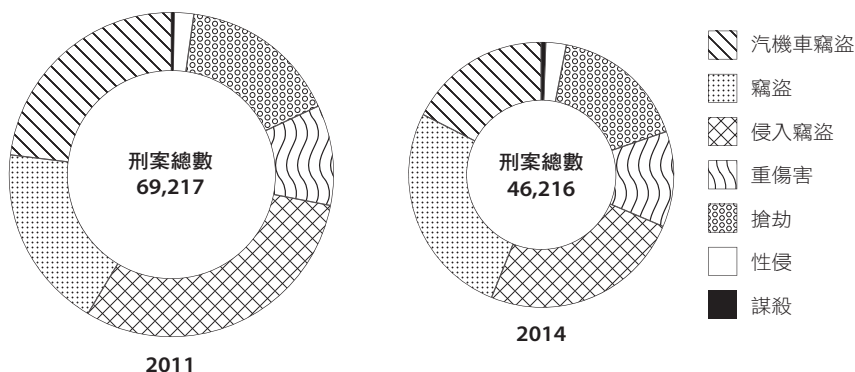 刑案總數
69,217
2011
刑案總數
46,216
2014
汽機車竊盜
竊盜
侵入竊盜
重傷害
搶劫
性侵
謀殺